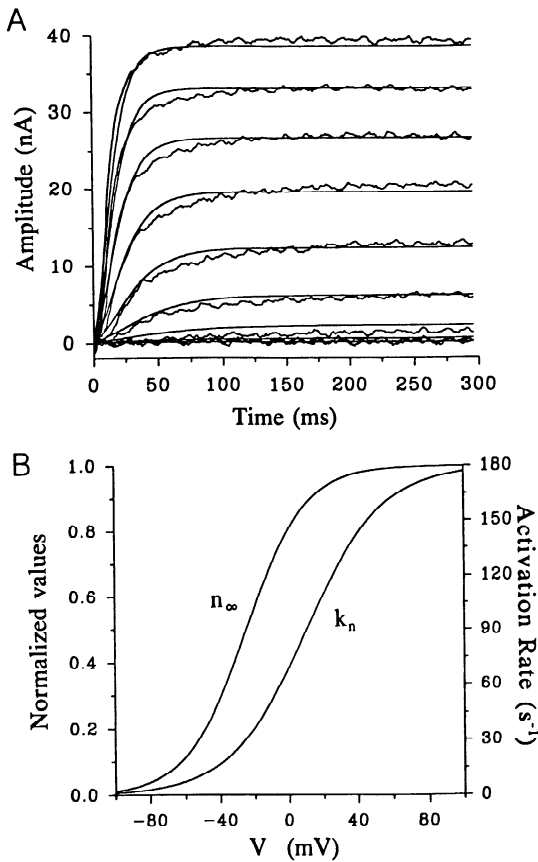 A
Amplitude (nA)
40
30
20
10
0
0 50 100 150 200 250 300
Time (ms)
B
Normalized values
1.0
0.8
0.6
0.4
0.2
0.0
n∞
kn
180
150
120
90
60
30
0
Activation Rate (s⁻¹)
-80 -40 0 40 80
V (mV)